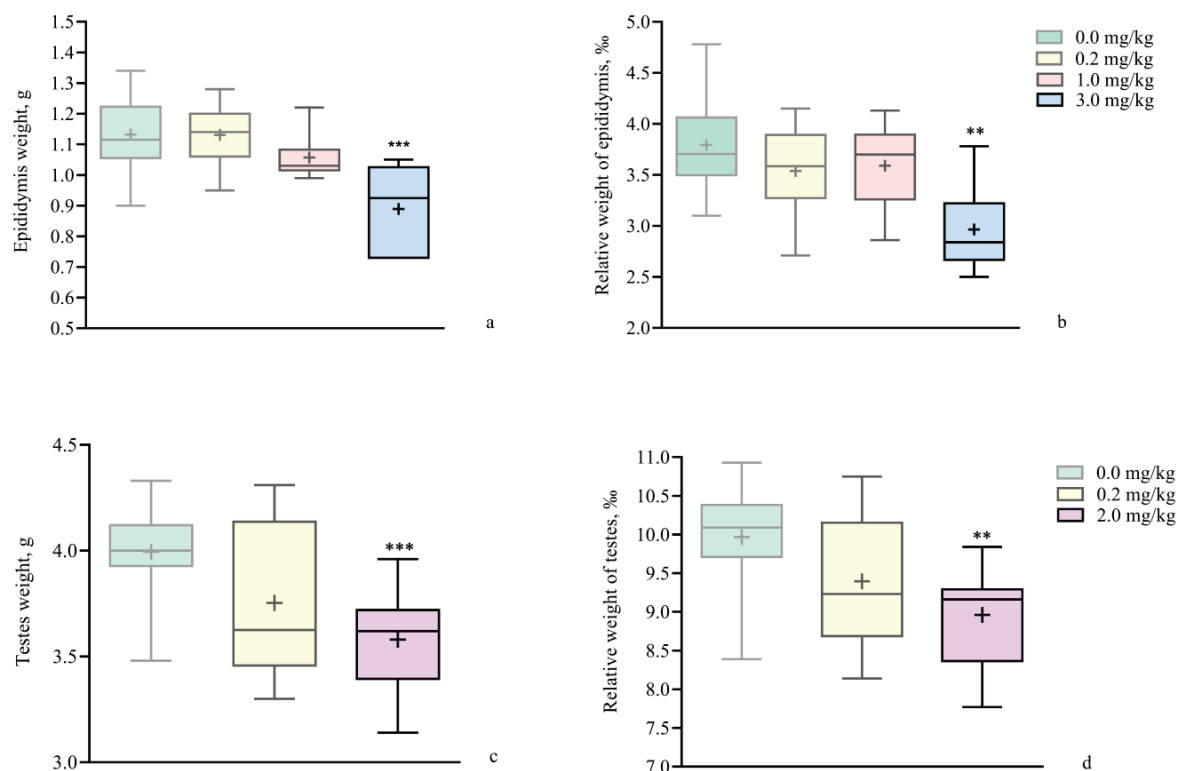 Epididymis weight, g
1.5
1.4
1.3
1.2
1.1
1.0
0.9
0.8
0.7
0.6
0.5
***
a
Relative weight of epididymis, ‰
5.0
4.5
4.0
3.5
3.0
2.5
2.0
**
b
0.0 mg/kg
0.2 mg/kg
1.0 mg/kg
3.0 mg/kg
Testes weight, g
4.5
4.0
3.5
3.0
***
c
Relative weight of testes, ‰
11.0
10.5
10.0
9.5
9.0
8.5
8.0
7.5
7.0
**
d
0.0 mg/kg
0.2 mg/kg
2.0 mg/kg